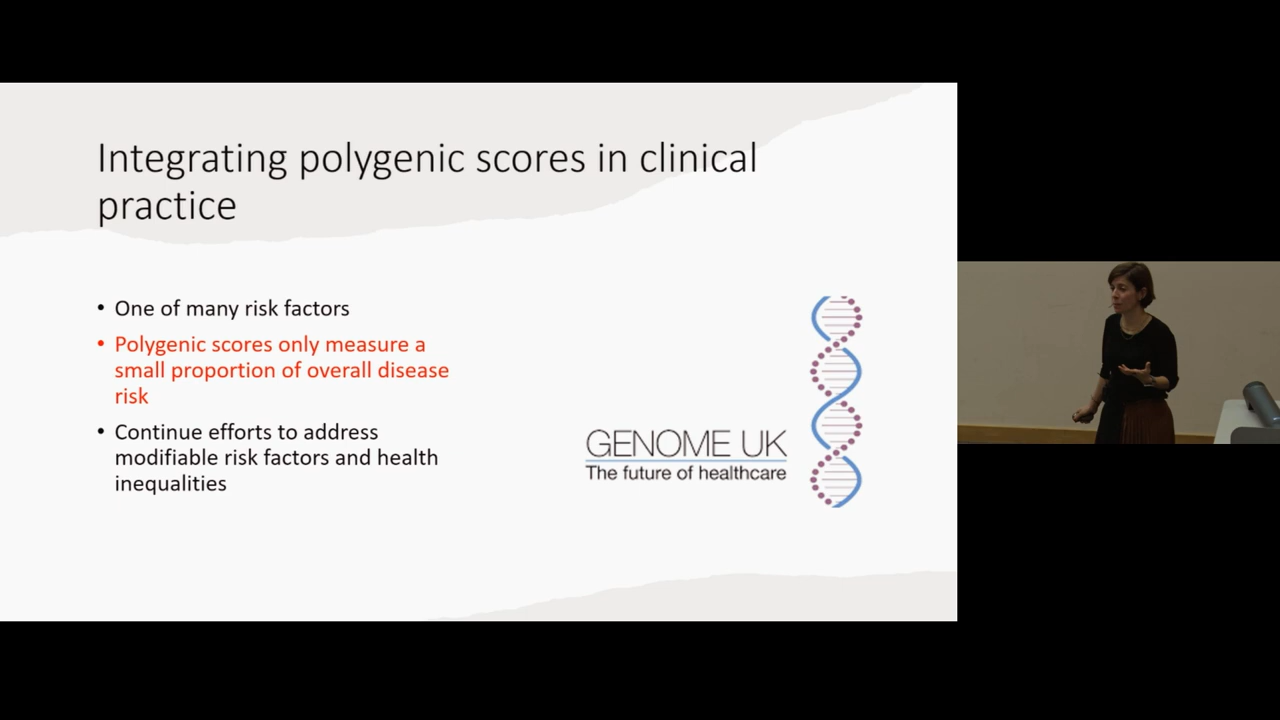 Integrating polygenic scores in clinical
practice
• One of many risk factors
• Polygenic scores only measure a
small proportion of overall disease
risk
• Continue efforts to address
modifiable risk factors and health
inequalities
GENOME UK
The future of healthcare